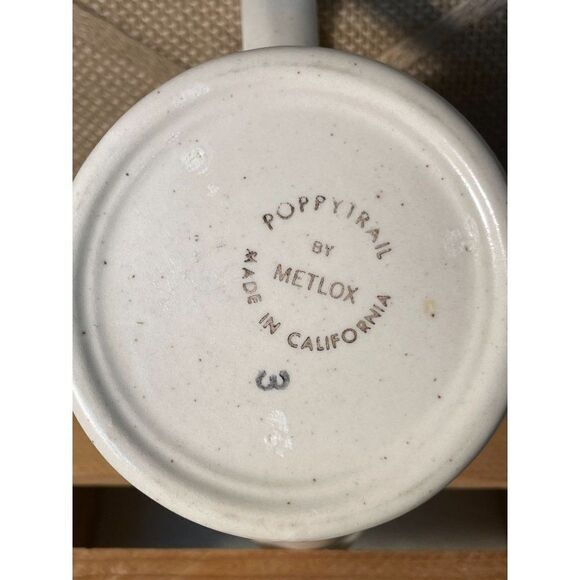 POPPYTRAIL
BY
METLOX
MADE IN CALIFORNIA
3